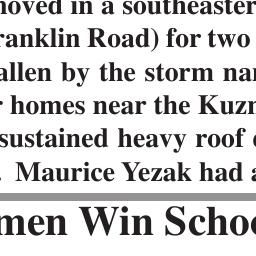 moved in a southeaster
ranklin Road) for two
allen by the storm nar
homes near the Kuzn
sustained heavy roof
. Maurice Yezak had a
men Win Schoo